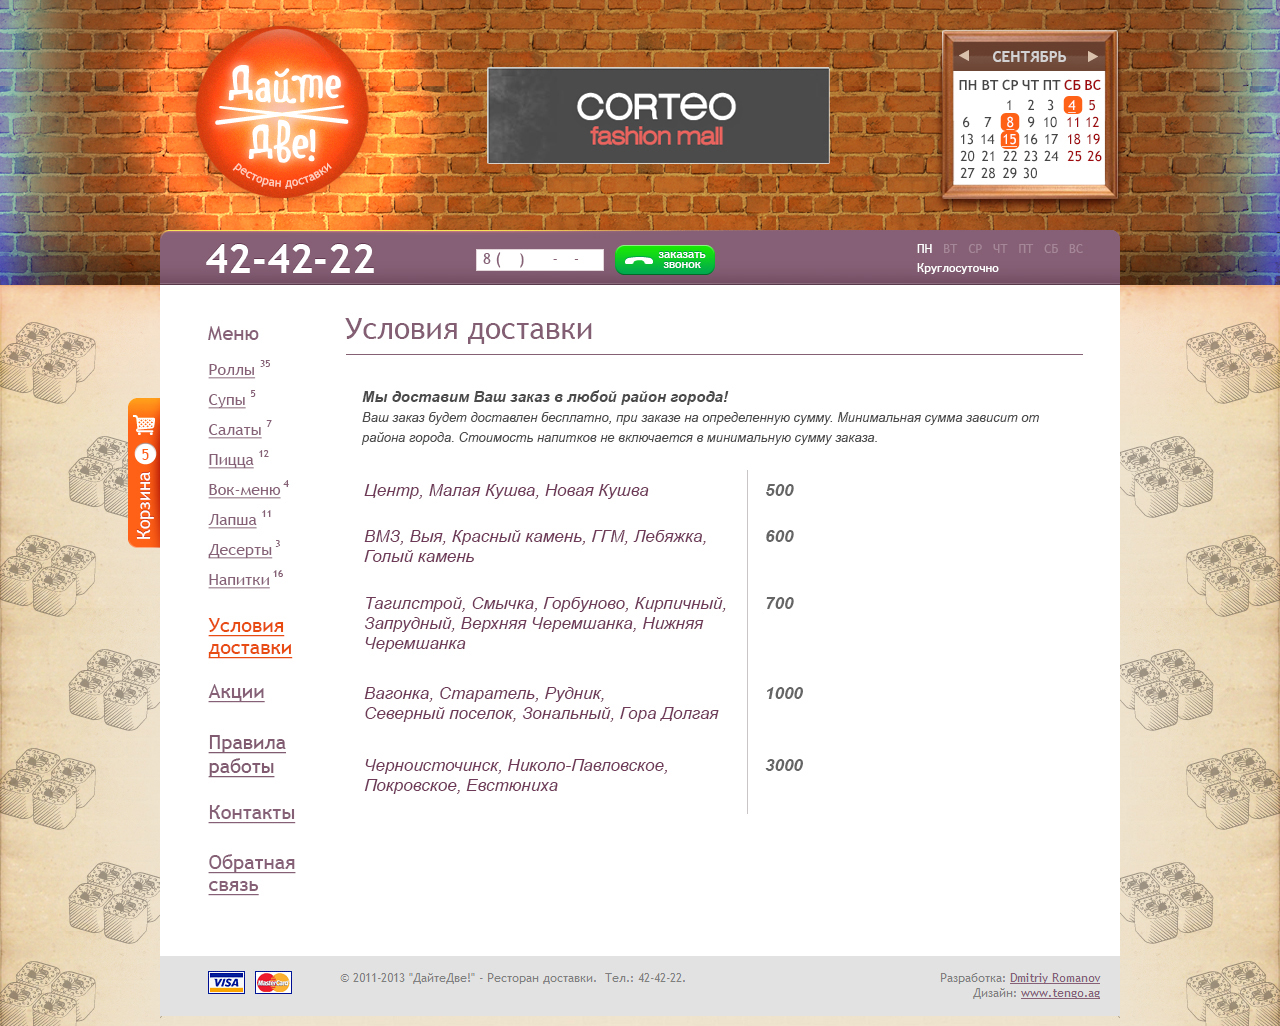 Дайте
Две!
ресторан доставки
CORTEO
fashion mall
СЕНТЯБРЬ
ПН ВТ СР ЧТ ПТ СБ ВС
1 2 3 4 5
6 7 8 9 10 11 12
13 14 15 16 17 18 19
20 21 22 23 24 25 26
27 28 29 30
42-42-22
8 ( ) - -
заказать
звонок
ПН ВТ СР ЧТ ПТ СБ ВС
Круглосуточно
Корзина 5
Меню
Роллы 35
Супы 5
Салаты 7
Пицца 12
Вок-меню 4
Лапша 11
Десерты 3
Напитки 16
Условия
доставки
Акции
Правила
работы
Контакты
Обратная
связь
Условия доставки
Мы доставим Ваш заказ в любой район города!
Ваш заказ будет доставлен бесплатно, при заказе на определенную сумму. Минимальная сумма зависит от
района города. Стоимость напитков не включается в минимальную сумму заказа.
Центр, Малая Кушва, Новая Кушва 500
ВМЗ, Выя, Красный камень, ГГМ, Лебяжка, 600
Голый камень
Тагилстрой, Смычка, Горбуново, Кирпичный, 700
Запрудный, Верхняя Черемшанка, Нижняя
Черемшанка
Вагонка, Старатель, Рудник, 1000
Северный поселок, Зональный, Гора Долгая
Черноисточинск, Николо-Павловское, 3000
Покровское, Евстюниха
VISA MasterCard
© 2011-2013 "ДайтеДве!" - Ресторан доставки. Тел.: 42-42-22.
Разработка: Dmitriy Romanov
Дизайн: www.tengo.ag